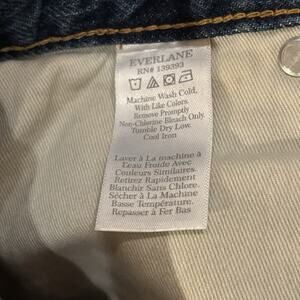 EVERLANE
RN# 139393
Machine Wash Cold,
With Like Colors.
Remove Promptly
Non-Chlorine Bleach Only.
Tumble Dry Low.
Cool Iron
Laver à La machine à
L'eau Froide Avec
Couleurs Similaires.
Retirez Rapidement
Blanchir Sans Chlore.
Sécher à La Machine
Basse Température.
Repasser à Fer Bas